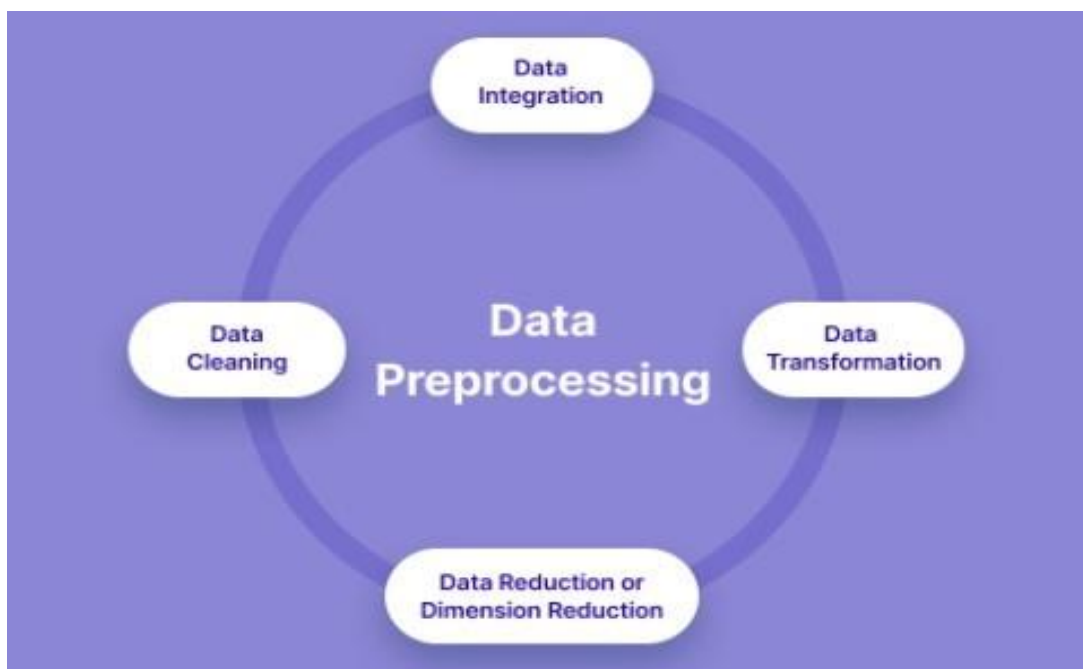 Data
Integration
Data
Cleaning
Data
Preprocessing
Data
Transformation
Data Reduction or
Dimension Reduction